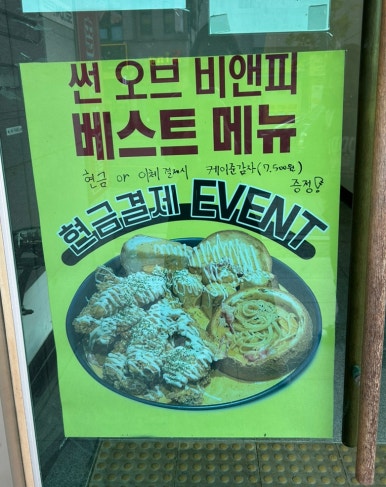 썬 오브 비앤피
베스트 메뉴
현금 or 이체 결제시 케이준감자(7,500원)
증정!
현금결제 EVENT